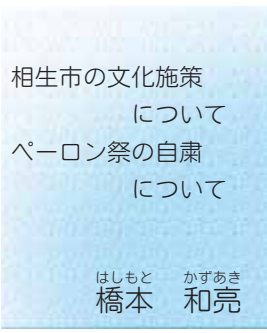 相生市の文化施策
について
ペーロン祭の自粛
について
はしもと かずあき
橋本 和亮